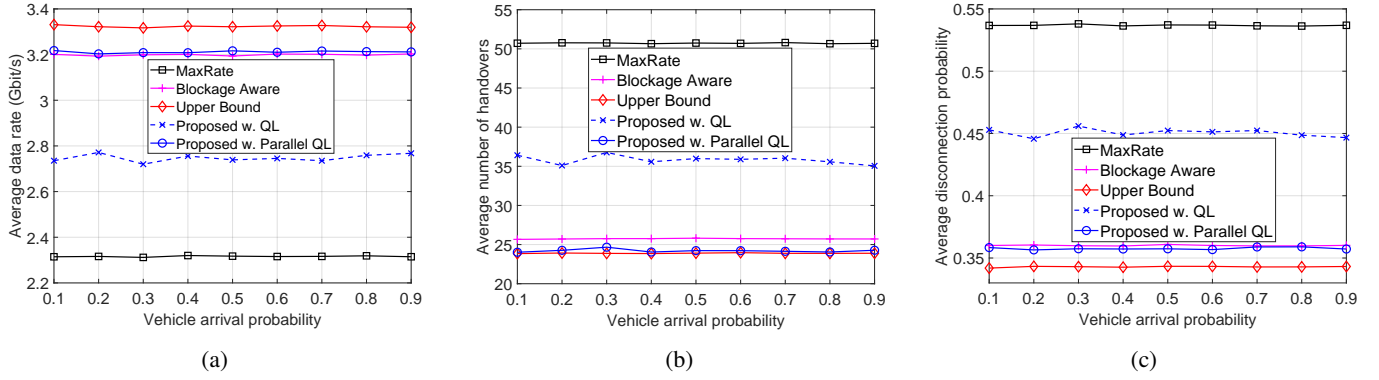 3.4
3.2
3
2.8
2.6
2.4
2.2
Average data rate (Gbit/s)
MaxRate
Blockage Aware
Upper Bound
Proposed w. QL
Proposed w. Parallel QL
0.1 0.2 0.3 0.4 0.5 0.6 0.7 0.8 0.9
Vehicle arrival probability
(a)
55
50
45
40
35
30
25
20
Average number of handovers
MaxRate
Blockage Aware
Upper Bound
Proposed w. QL
Proposed w. Parallel QL
0.1 0.2 0.3 0.4 0.5 0.6 0.7 0.8 0.9
Vehicle arrival probability
(b)
0.55
0.5
0.45
0.4
0.35
Average disconnection probability
MaxRate
Blockage Aware
Upper Bound
Proposed w. QL
Proposed w. Parallel QL
0.1 0.2 0.3 0.4 0.5 0.6 0.7 0.8 0.9
Vehicle arrival probability
(c)